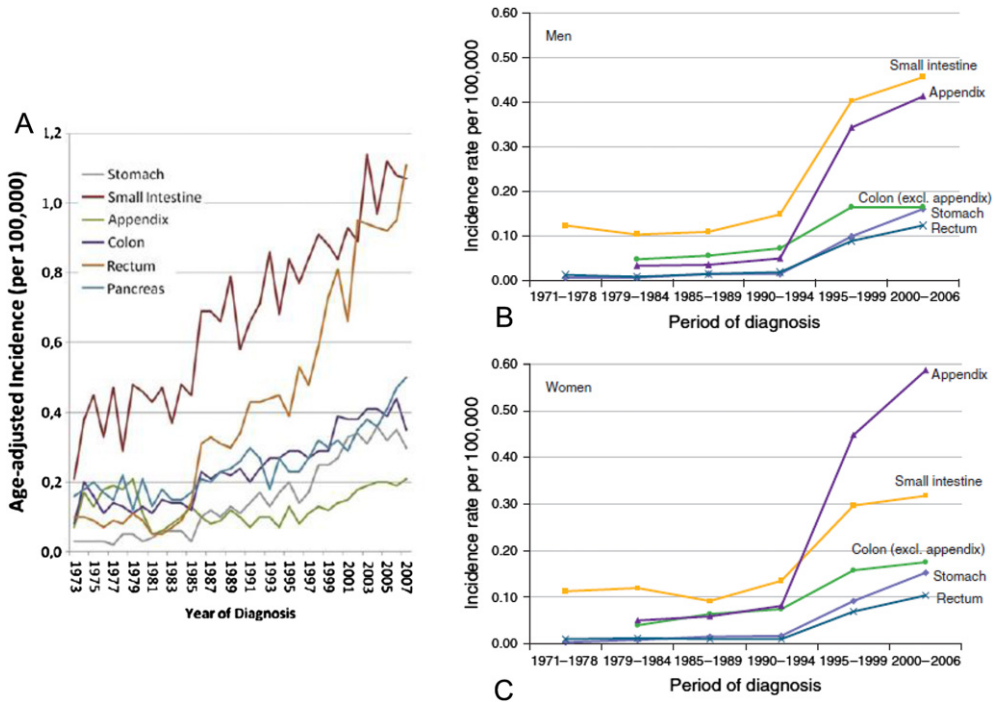 A
Age-adjusted Incidence (per 100,000)
1,2
1,0
0,8
0,6
0,4
0,2
0,0
Stomach
Small Intestine
Appendix
Colon
Rectum
Pancreas
1973
1975
1977
1979
1981
1983
1985
1987
1989
1991
1993
1995
1997
1999
2001
2003
2005
2007
Year of Diagnosis
B
Incidence rate per 100,000
0.60
0.50
0.40
0.30
0.20
0.10
0.00
Men
Small intestine
Appendix
Colon (excl. appendix)
Stomach
Rectum
1971–1978 1979–1984 1985–1989 1990–1994 1995–1999 2000–2006
Period of diagnosis
C
Incidence rate per 100,000
0.60
0.50
0.40
0.30
0.20
0.10
0.00
Women
Appendix
Small intestine
Colon (excl. appendix)
Stomach
Rectum
1971–1978 1979–1984 1985–1989 1990–1994 1995–1999 2000–2006
Period of diagnosis